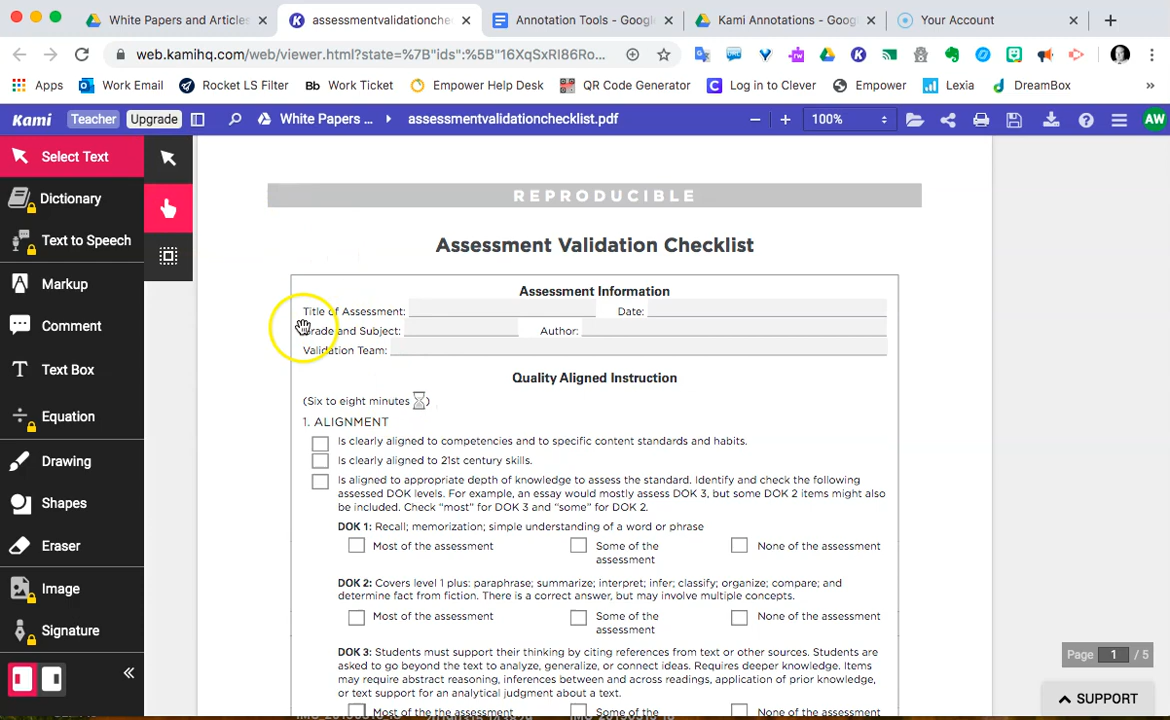 White Papers and Articles
assessmentvalidationche
Annotation Tools - Google
Kami Annotations - Goog
Your Account
web.kamihq.com/web/viewer.html?state=%7B"ids":%5B"16XqSxRI86Ro...
Apps
Work Email
Rocket LS Filter
Bb Work Ticket
Empower Help Desk
QR Code Generator
Log In to Clever
Empower
Lexia
DreamBox
»
Kami
Teacher
Upgrade
White Papers ...
assessmentvalidationchecklist.pdf
100%
AW
Select Text
Dictionary
Text to Speech
Markup
Comment
Text Box
Equation
Drawing
Shapes
Eraser
Image
Signature
REPRODUCIBLE
Assessment Validation Checklist
Assessment Information
Title of Assessment:
Date:
Grade and Subject:
Author:
Validation Team:
Quality Aligned Instruction
(Six to eight minutes )
1. ALIGNMENT
Is clearly aligned to competencies and to specific content standards and habits.
Is clearly aligned to 21st century skills.
Is aligned to appropriate depth of knowledge to assess the standard. Identify and check the following
assessed DOK levels. For example, an essay would mostly assess DOK 3, but some DOK 2 items might also
be included. Check “most” for DOK 3 and “some” for DOK 2.
DOK 1: Recall; memorization; simple understanding of a word or phrase
Most of the assessment
Some of the
assessment
None of the assessment
DOK 2: Covers level 1 plus: paraphrase; summarize; interpret; infer; classify; organize; compare; and
determine fact from fiction. There is a correct answer, but may involve multiple concepts.
Most of the assessment
Some of the
assessment
None of the assessment
DOK 3: Students must support their thinking by citing references from text or other sources. Students are
asked to go beyond the text to analyze, generalize, or connect ideas. Requires deeper knowledge. Items
may require abstract reasoning, inferences between and across readings, application of prior knowledge,
or text support for an analytical judgment about a text.
Most of the assessment
Some of the
None of the assessment
Page 1 / 5
SUPPORT